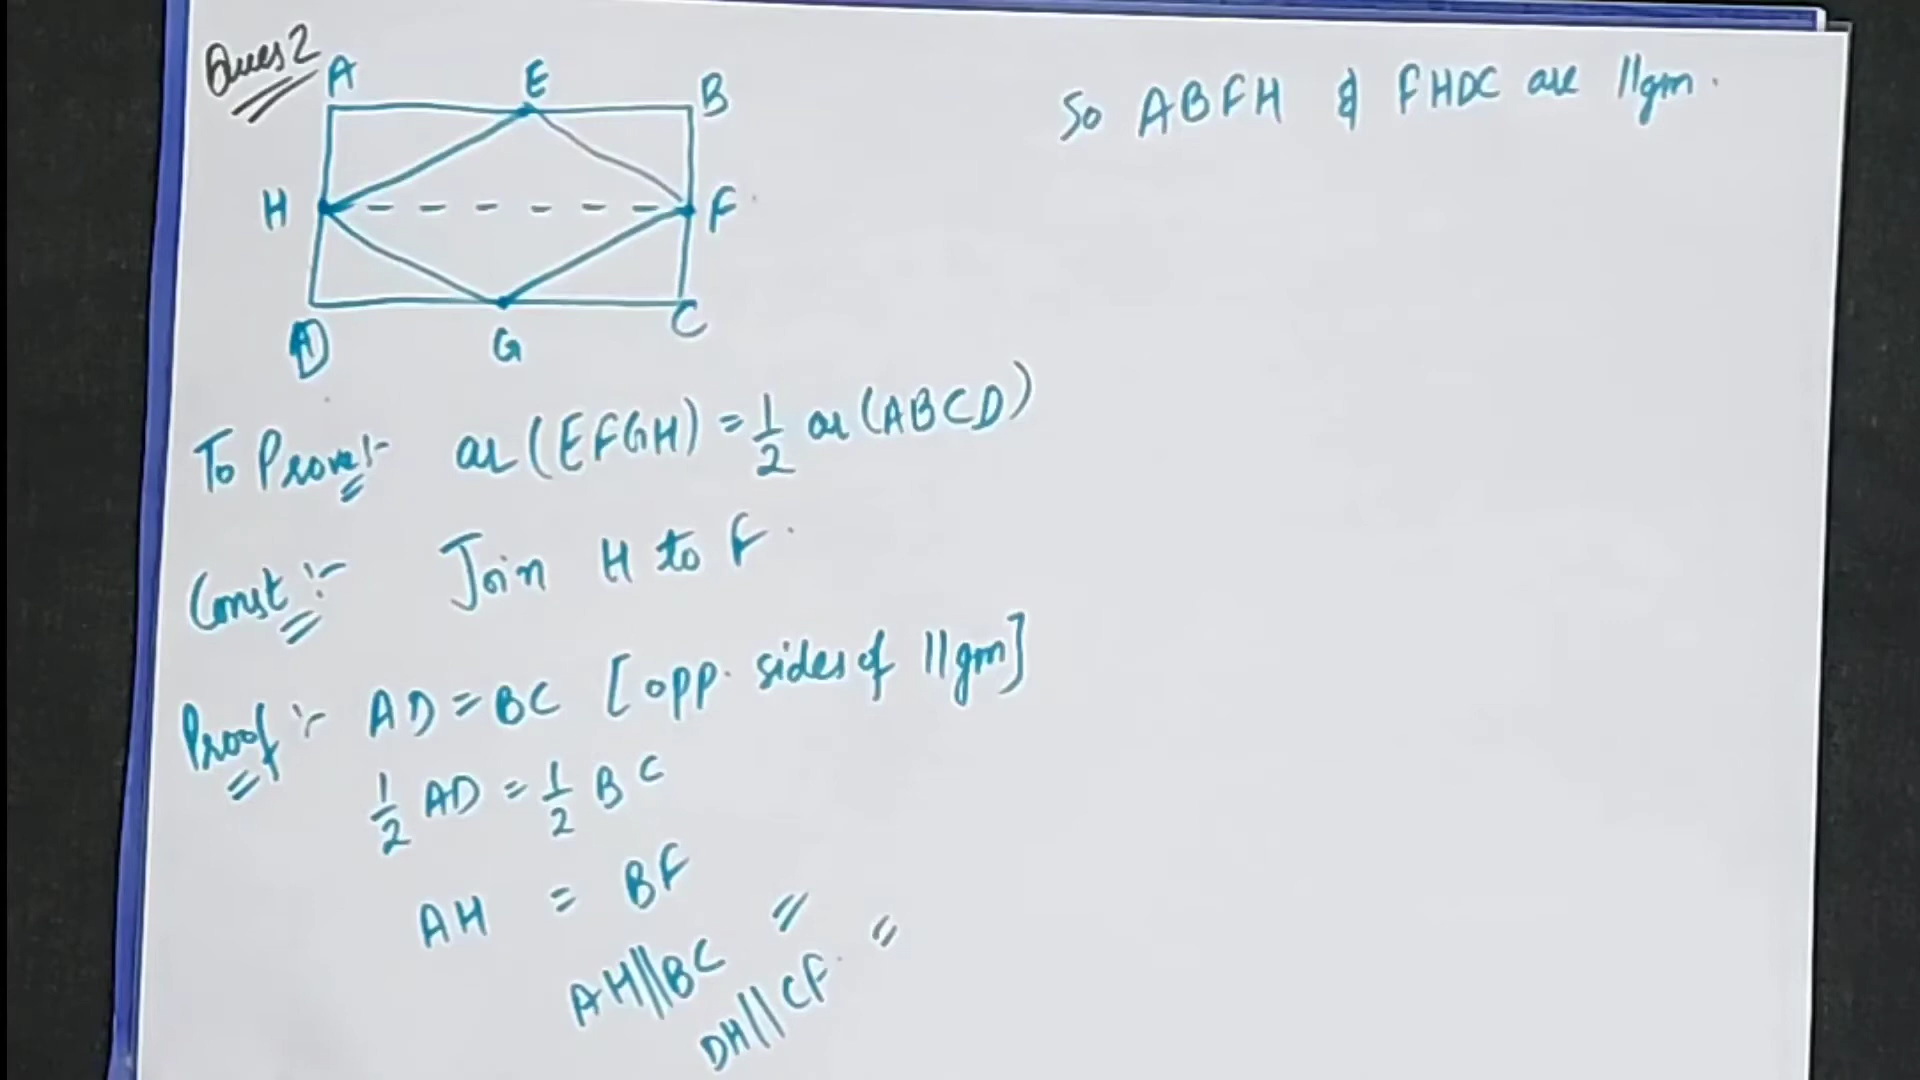 Ques 2
A E B
H F
D G C
To Prove:- ar (EFGH) = 1/2 ar (ABCD)
Const:- Join H to F.
Proof:- AD = BC [opp. sides of ||gm]
1/2 AD = 1/2 BC
AH = BF
AH||BC
DH||CF.
So ABFH & FHDC are ||gm.